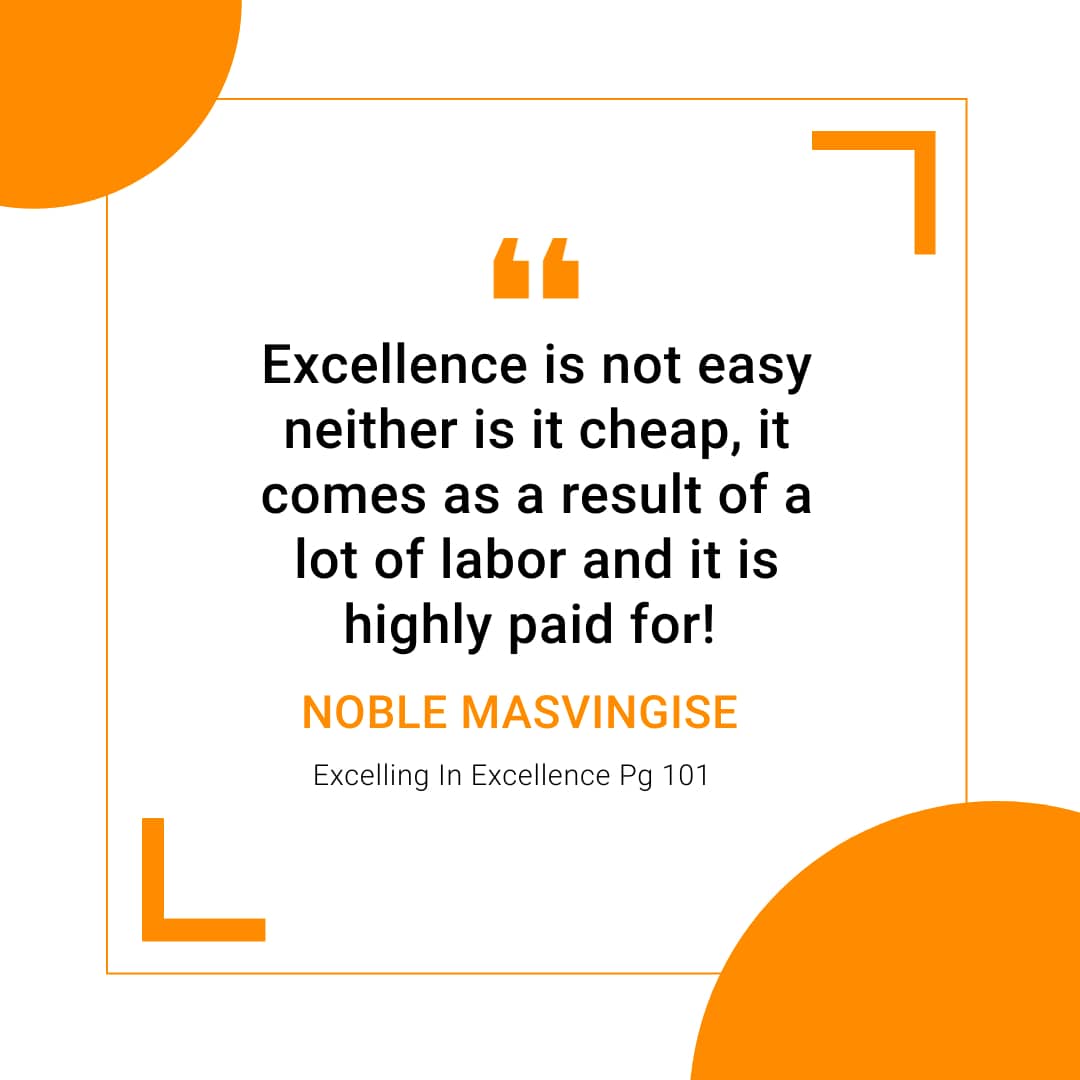 ❝
Excellence is not easy
neither is it cheap, it
comes as a result of a
lot of labor and it is
highly paid for!
NOBLE MASVINGISE
Excelling In Excellence Pg 101